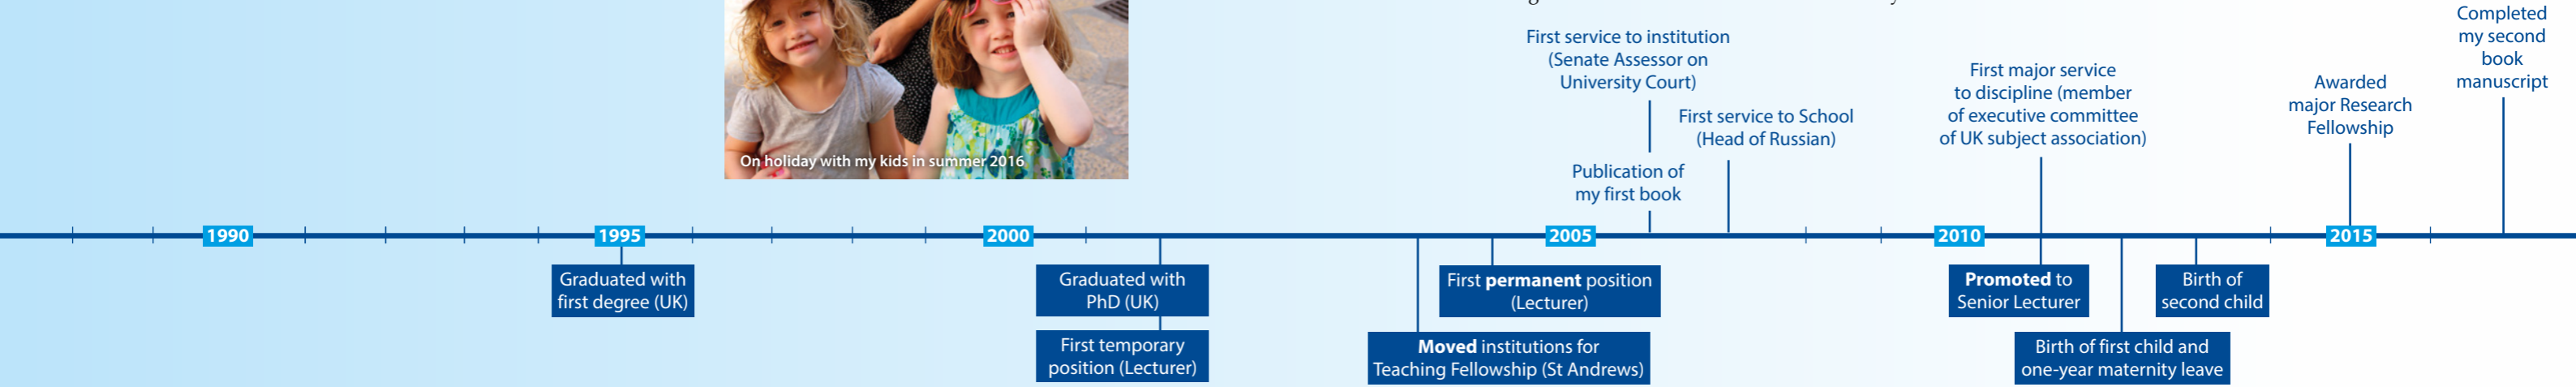 On holiday with my kids in summer 2016
First service to institution
(Senate Assessor on
University Court)
First service to School
(Head of Russian)
Publication of
my first book
First major service
to discipline (member
of executive committee
of UK subject association)
Awarded
major Research
Fellowship
Completed
my second
book
manuscript
1990
1995
2000
2005
2010
2015
Graduated with
first degree (UK)
Graduated with
PhD (UK)
First temporary
position (Lecturer)
Moved institutions for
Teaching Fellowship (St Andrews)
First permanent position
(Lecturer)
Promoted to
Senior Lecturer
Birth of first child and
one-year maternity leave
Birth of
second child